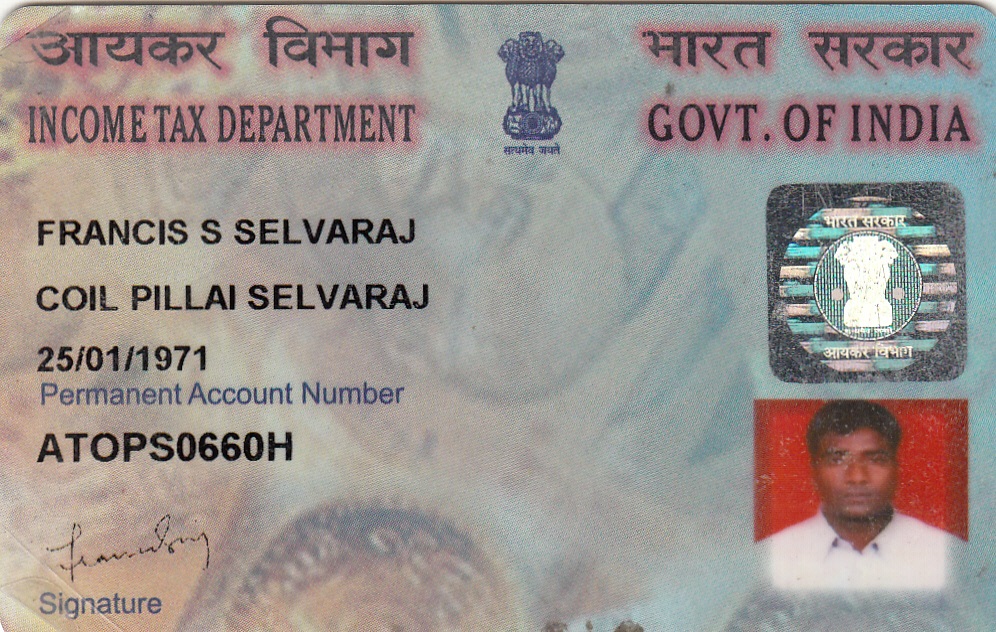 आयकर विभाग
INCOME TAX DEPARTMENT
सत्यमेव जयते
भारत सरकार
GOVT. OF INDIA
FRANCIS S SELVARAJ
COIL PILLAI SELVARAJ
25/01/1971
Permanent Account Number
ATOPS0660H
Signature
भारत सरकार
आयकर विभाग